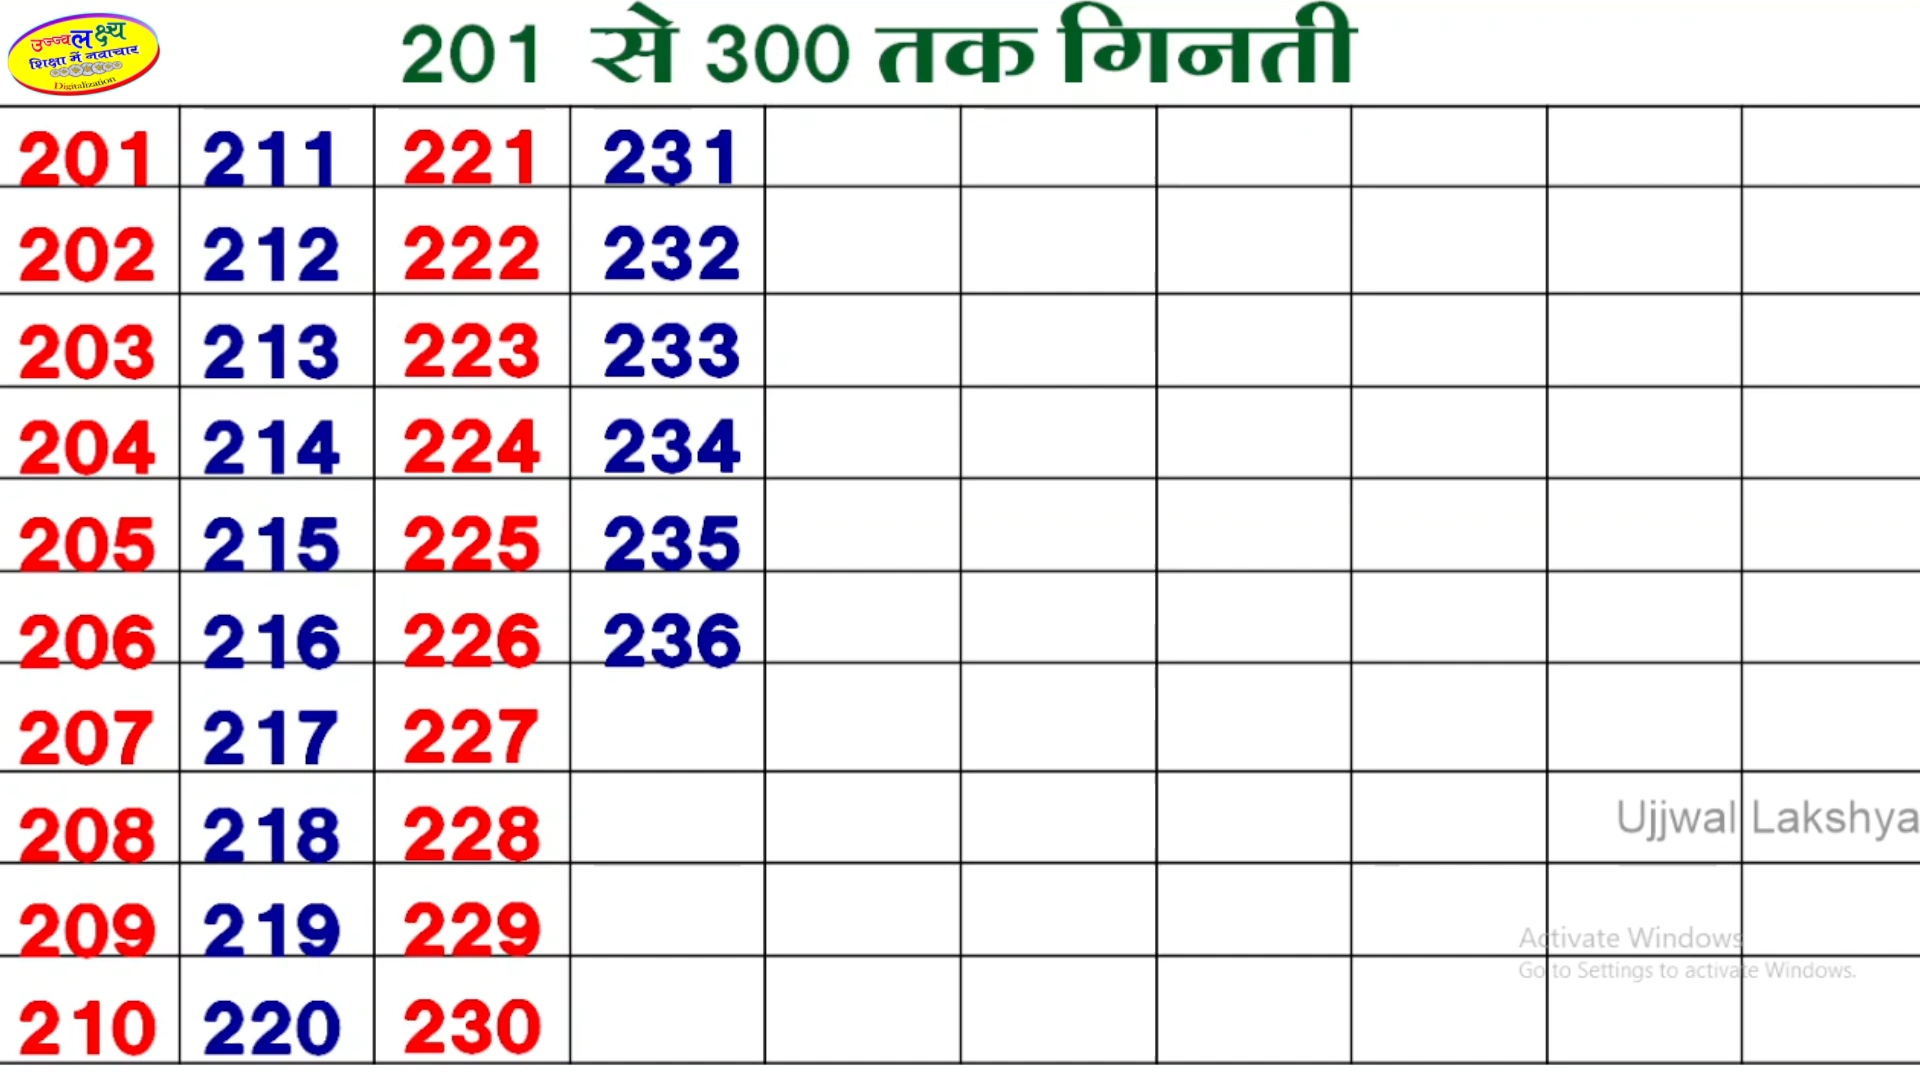 उज्ज्वल लक्ष्य
शिक्षा में नवाचार
Digitalization
201 से 300 तक गिनती
201 211 221 231
202 212 222 232
203 213 223 233
204 214 224 234
205 215 225 235
206 216 226 236
207 217 227
208 218 228
Ujjwal Lakshya
209 219 229
Activate Windows
Go to Settings to activate Windows.
210 220 230